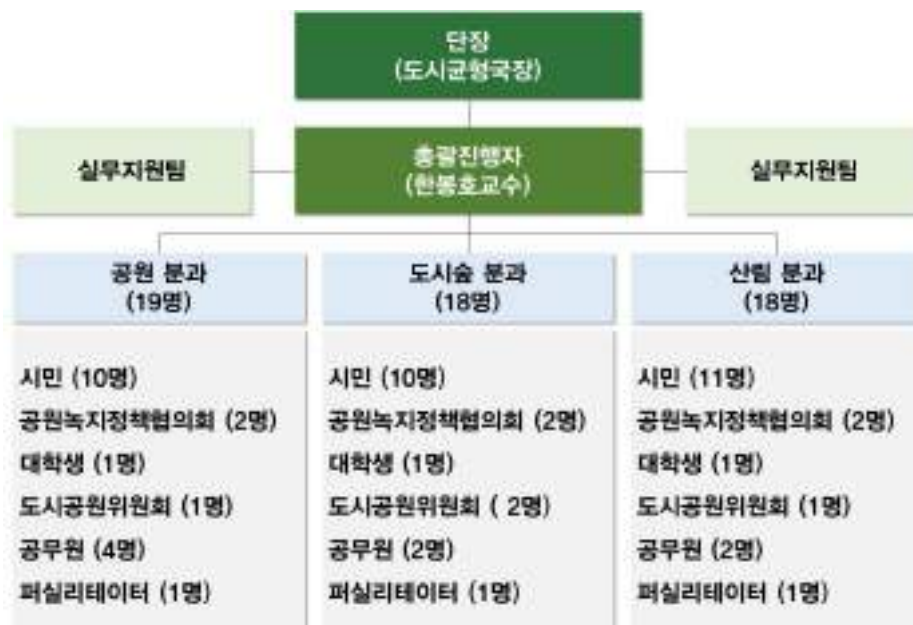 단장
(도시균형국장)
실무지원팀
총괄진행자
(한봉호교수)
실무지원팀
공원 분과
(19명)
도시숲 분과
(18명)
산림 분과
(18명)
시민 (10명)
공원녹지정책협의회 (2명)
대학생 (1명)
도시공원위원회 (1명)
공무원 (4명)
퍼실리테이터 (1명)
시민 (10명)
공원녹지정책협의회 (2명)
대학생 (1명)
도시공원위원회 ( 2명)
공무원 (2명)
퍼실리테이터 (1명)
시민 (11명)
공원녹지정책협의회 (2명)
대학생 (1명)
도시공원위원회 (1명)
공무원 (2명)
퍼실리테이터 (1명)